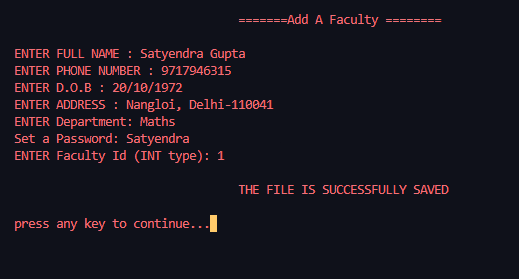 =======Add A Faculty ========
ENTER FULL NAME : Satyendra Gupta
ENTER PHONE NUMBER : 9717946315
ENTER D.O.B : 20/10/1972
ENTER ADDRESS : Nangloi, Delhi-110041
ENTER Department: Maths
Set a Password: Satyendra
ENTER Faculty Id (INT type): 1
THE FILE IS SUCCESSFULLY SAVED
press any key to continue...